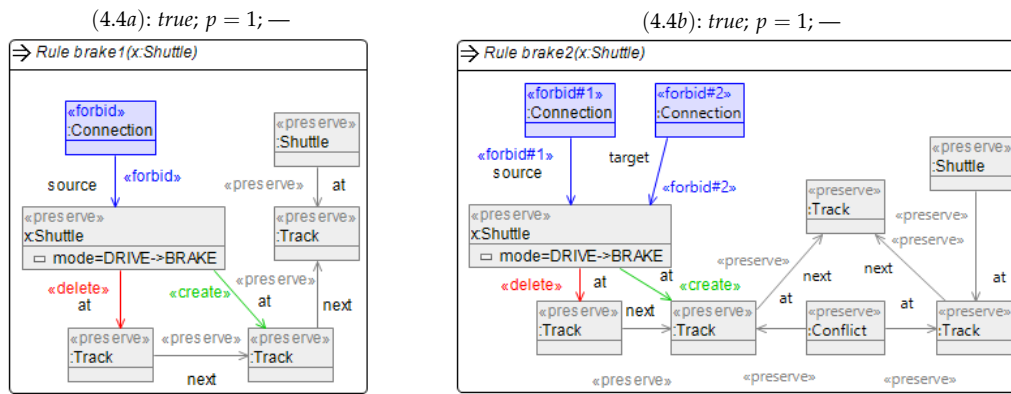 (4.4a): true; p = 1; —
⇒ Rule brake1(x:Shuttle)
«forbid»
:Connection
«preserve»
:Shuttle
source
«forbid»
«preserve»
at
«preserve»
x:Shuttle
mode=DRIVE->BRAKE
«preserve»
:Track
«preserve»
«delete»
at
«create»
at
next
«preserve»
:Track
«preserve»
«preserve»
:Track
next
(4.4b): true; p = 1; —
⇒ Rule brake2(x:Shuttle)
«forbid#1»
:Connection
«forbid#2»
:Connection
«preserve»
:Shuttle
«forbid#1»
source
target
«forbid#2»
«preserve»
:Track
«preserve»
x:Shuttle
mode=DRIVE->BRAKE
«preserve»
«preserve»
«preserve»
«delete»
at
at
«create»
next
next
at
at
at
«preserve»
:Track
next
«preserve»
:Track
«preserve»
:Conflict
«preserve»
:Track
«preserve»
«preserve»
«preserve»